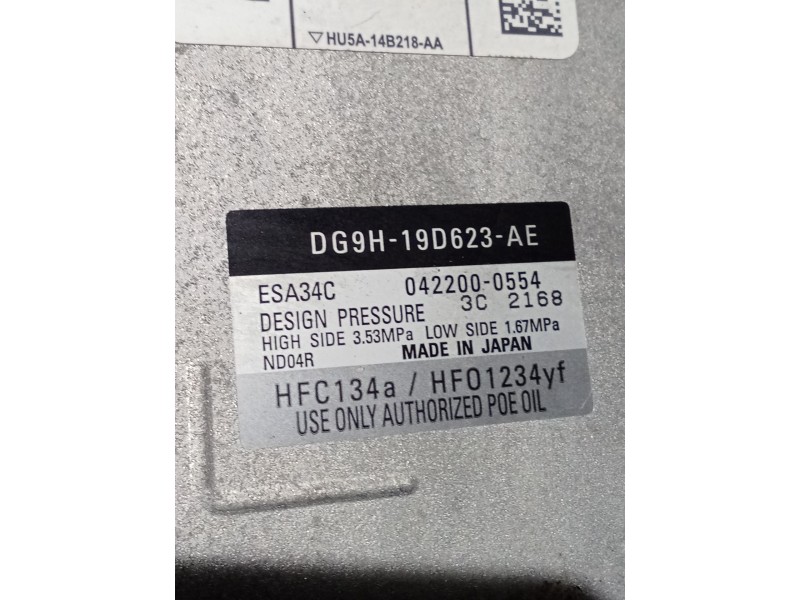 ▽HU5A-14B218-AA
DG9H-19D623-AE
ESA34C 042200-0554
DESIGN PRESSURE 3C 2168
HIGH SIDE 3.53MPa LOW SIDE 1.67MPa
ND04R MADE IN JAPAN
HFC134a / HFO1234yf
USE ONLY AUTHORIZED POE OIL